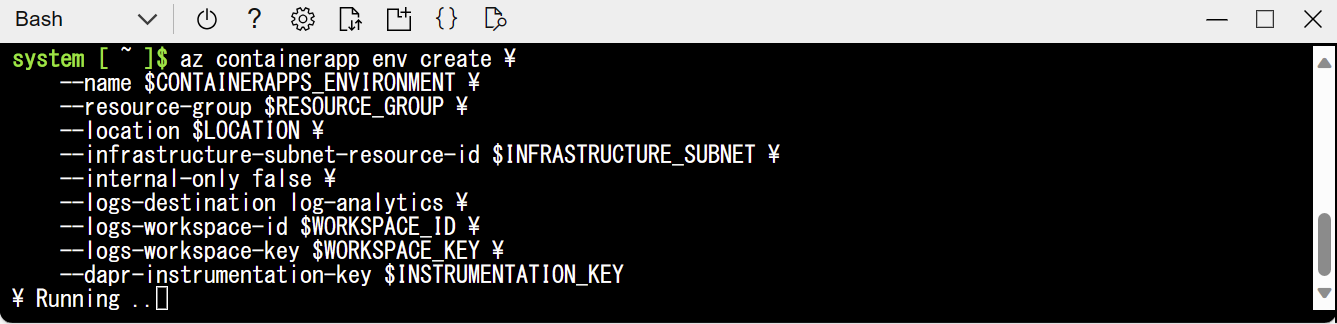 Bash
system [ ~ ]$ az containerapp env create ¥
--name $CONTAINERAPPS_ENVIRONMENT ¥
--resource-group $RESOURCE_GROUP ¥
--location $LOCATION ¥
--infrastructure-subnet-resource-id $INFRASTRUCTURE_SUBNET ¥
--internal-only false ¥
--logs-destination log-analytics ¥
--logs-workspace-id $WORKSPACE_ID ¥
--logs-workspace-key $WORKSPACE_KEY ¥
--dapr-instrumentation-key $INSTRUMENTATION_KEY
¥ Running ..